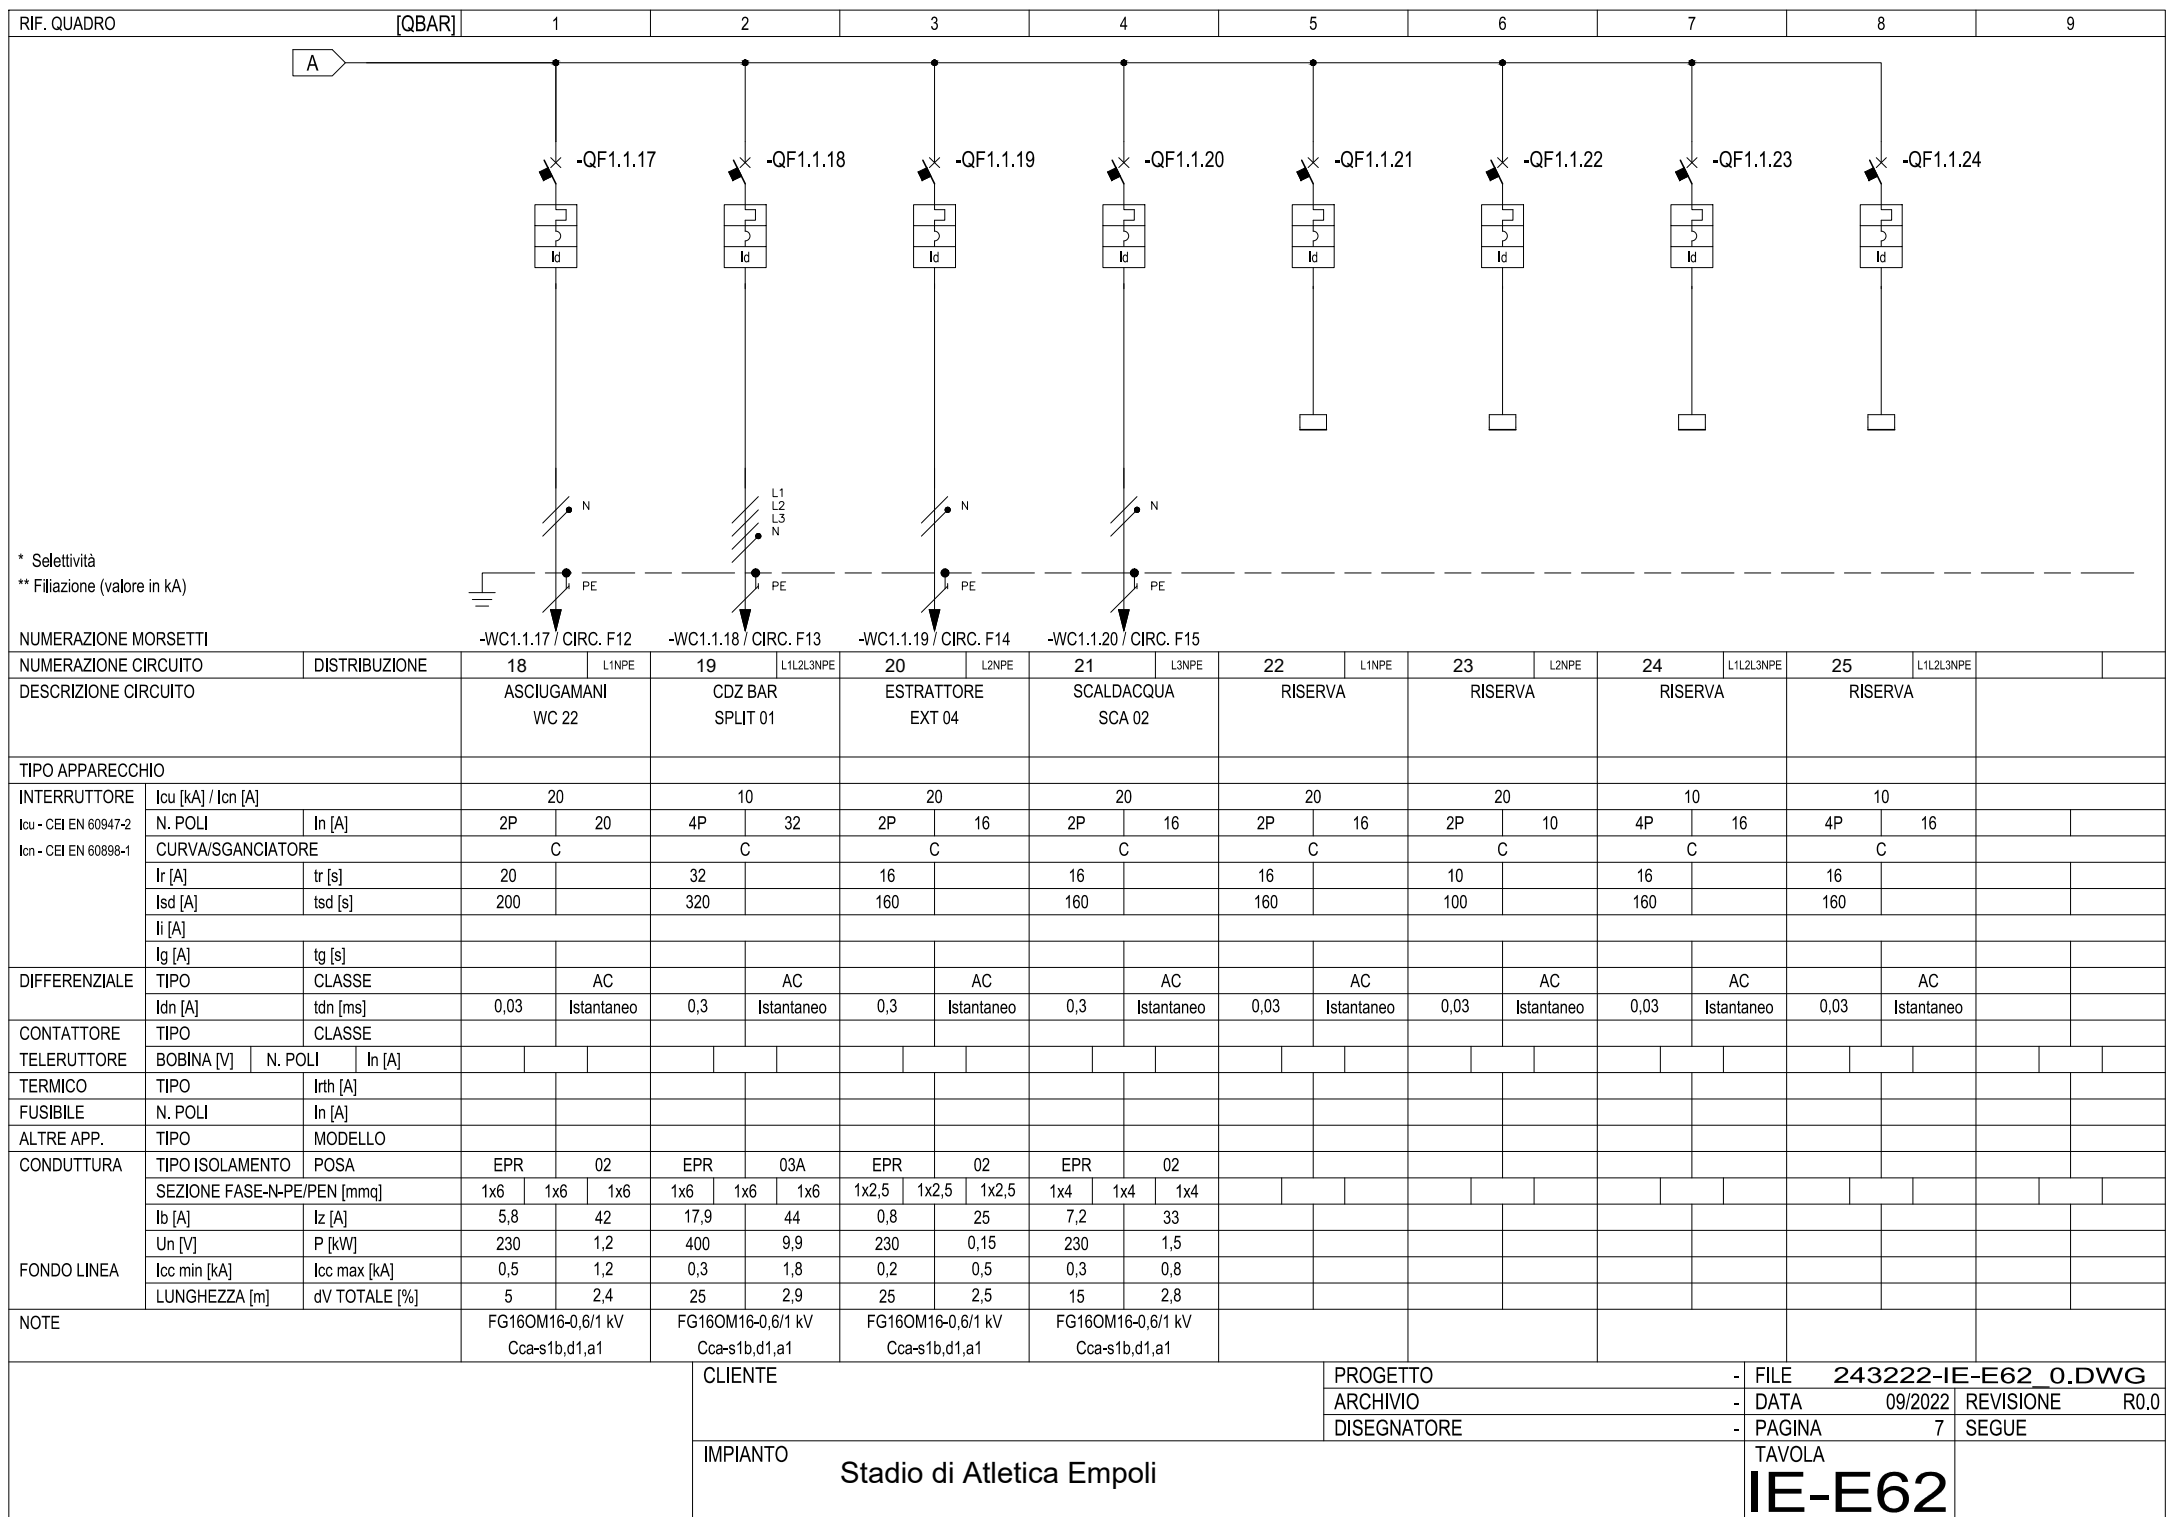 RIF. QUADRO [QBAR] 1 2 3 4 5 6 7 8 9
A
-QF1.1.17 -QF1.1.18 -QF1.1.19 -QF1.1.20 -QF1.1.21 -QF1.1.22 -QF1.1.23 -QF1.1.24
Id Id Id Id Id Id Id Id
L1
N L2 N N
L3
N
* Selettività
** Filiazione (valore in kA)
PE PE PE PE
NUMERAZIONE MORSETTI -WC1.1.17 / CIRC. F12 -WC1.1.18 / CIRC. F13 -WC1.1.19 / CIRC. F14 -WC1.1.20 / CIRC. F15
NUMERAZIONE CIRCUITO DISTRIBUZIONE 18 L1NPE 19 L1L2L3NPE 20 L2NPE 21 L3NPE 22 L1NPE 23 L2NPE 24 L1L2L3NPE 25 L1L2L3NPE
DESCRIZIONE CIRCUITO ASCIUGAMANI CDZ BAR ESTRATTORE SCALDACQUA RISERVA RISERVA RISERVA RISERVA
WC 22 SPLIT 01 EXT 04 SCA 02
TIPO APPARECCHIO
INTERRUTTORE Icu [kA] / Icn [A] 20 10 20 20 20 20 10 10
Icu - CEI EN 60947-2 N. POLI In [A] 2P 20 4P 32 2P 16 2P 16 2P 16 2P 10 4P 16 4P 16
Icn - CEI EN 60898-1 CURVA/SGANCIATORE C C C C C C C C
Ir [A] tr [s] 20 32 16 16 16 10 16 16
Isd [A] tsd [s] 200 320 160 160 160 100 160 160
Ii [A]
Ig [A] tg [s]
DIFFERENZIALE TIPO CLASSE AC AC AC AC AC AC AC AC
Idn [A] tdn [ms] 0,03 Istantaneo 0,3 Istantaneo 0,3 Istantaneo 0,3 Istantaneo 0,03 Istantaneo 0,03 Istantaneo 0,03 Istantaneo 0,03 Istantaneo
CONTATTORE TIPO CLASSE
TELERUTTORE BOBINA [V] N. POLI In [A]
TERMICO TIPO Irth [A]
FUSIBILE N. POLI In [A]
ALTRE APP. TIPO MODELLO
CONDUTTURA TIPO ISOLAMENTO POSA EPR 02 EPR 03A EPR 02 EPR 02
SEZIONE FASE-N-PE/PEN [mmq] 1x6 1x6 1x6 1x6 1x6 1x6 1x2,5 1x2,5 1x2,5 1x4 1x4 1x4
Ib [A] Iz [A] 5,8 42 17,9 44 0,8 25 7,2 33
Un [V] P [kW] 230 1,2 400 9,9 230 0,15 230 1,5
FONDO LINEA Icc min [kA] Icc max [kA] 0,5 1,2 0,3 1,8 0,2 0,5 0,3 0,8
LUNGHEZZA [m] dV TOTALE [%] 5 2,4 25 2,9 25 2,5 15 2,8
NOTE FG16OM16-0,6/1 kV FG16OM16-0,6/1 kV FG16OM16-0,6/1 kV FG16OM16-0,6/1 kV
Cca-s1b,d1,a1 Cca-s1b,d1,a1 Cca-s1b,d1,a1 Cca-s1b,d1,a1
CLIENTE PROGETTO - FILE 243222-IE-E62_0.DWG
ARCHIVIO - DATA 09/2022 REVISIONE R0.0
DISEGNATORE - PAGINA 7 SEGUE
IMPIANTO Stadio di Atletica Empoli TAVOLA
IE-E62